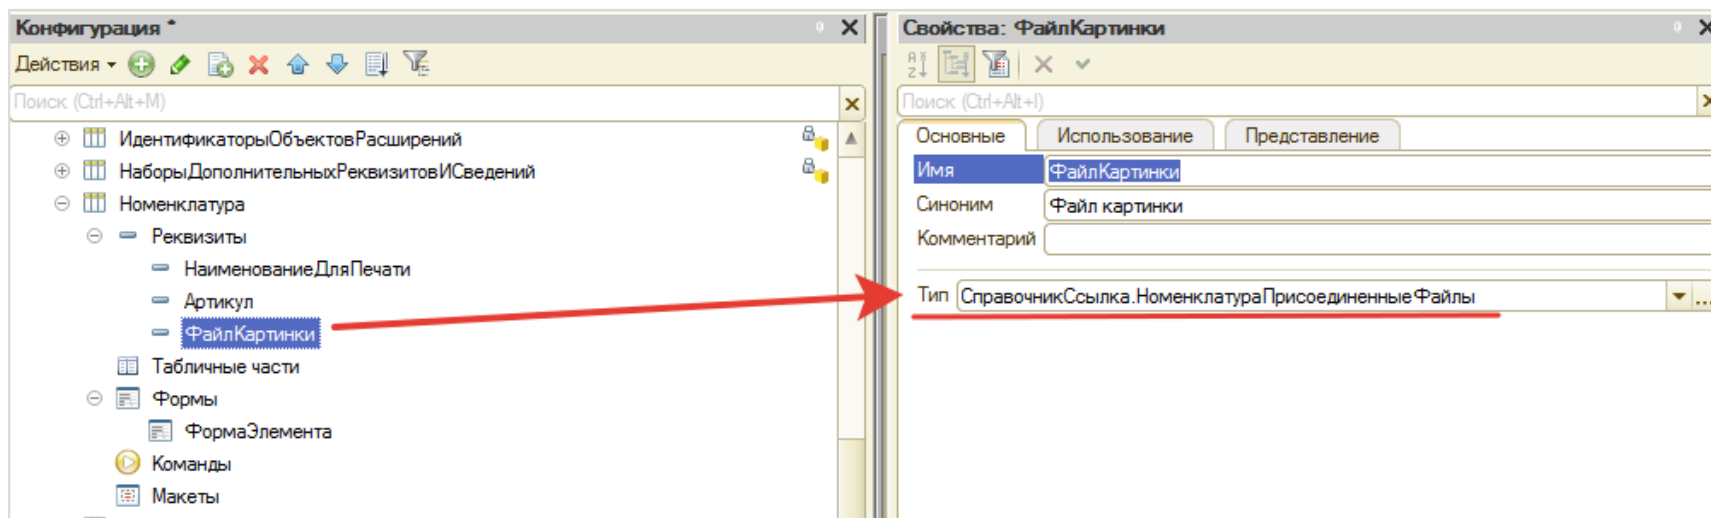 Конфигурация *
Действия
Поиск (Ctrl+Alt+M)
ИдентификаторыОбъектовРасширений
НаборыДополнительныхРеквизитовИСведений
Номенклатура
Реквизиты
НаименованиеДляПечати
Артикул
ФайлКартинки
Табличные части
Формы
ФормаЭлемента
Команды
Макеты
Свойства: ФайлКартинки
Поиск (Ctrl+Alt+I)
Основные Использование Представление
Имя ФайлКартинки
Синоним Файл картинки
Комментарий
Тип СправочникСсылка.НоменклатураПрисоединенныеФайлы ...